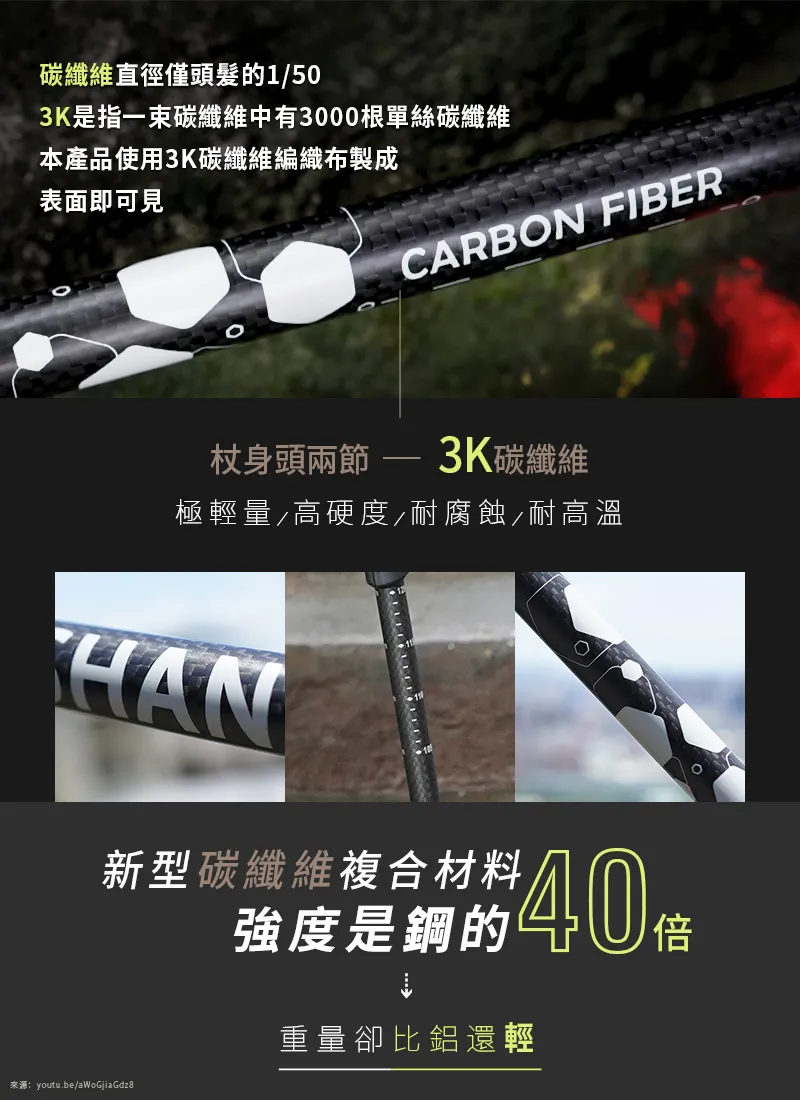 碳纖維直徑僅頭髮的1/50
3K是指一束碳纖維中有3000根單絲碳纖維
本產品使用3K碳纖維編織布製成
表面即可見
CARBON FIBER
杖身頭兩節 — 3K碳纖維
極輕量/高硬度/耐腐蝕/耐高溫
SHAN
115
110
105
新型碳纖維複合材料
強度是鋼的40倍
重量卻比鋁還輕
來源: youtu.be/aWoGjiaGdz8